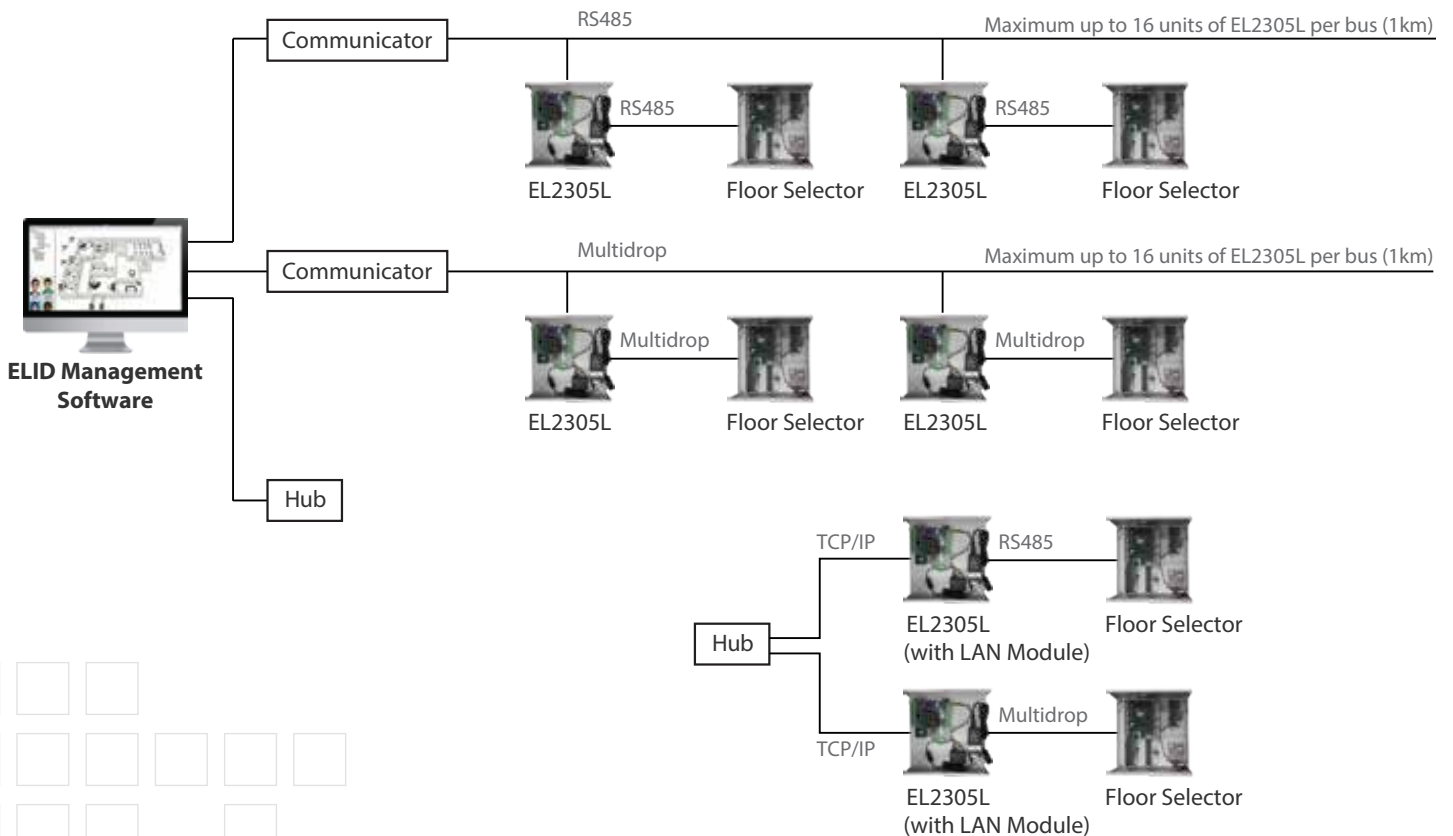 RS485
Maximum up to 16 units of EL2305L per bus (1km)
Communicator
RS485
RS485
EL2305L
Floor Selector
EL2305L
Floor Selector
Multidrop
Maximum up to 16 units of EL2305L per bus (1km)
Communicator
Multidrop
Multidrop
ELID Management
Software
EL2305L
Floor Selector
EL2305L
Floor Selector
Hub
TCP/IP
RS485
EL2305L
(with LAN Module)
Floor Selector
Hub
Multidrop
TCP/IP
EL2305L
(with LAN Module)
Floor Selector